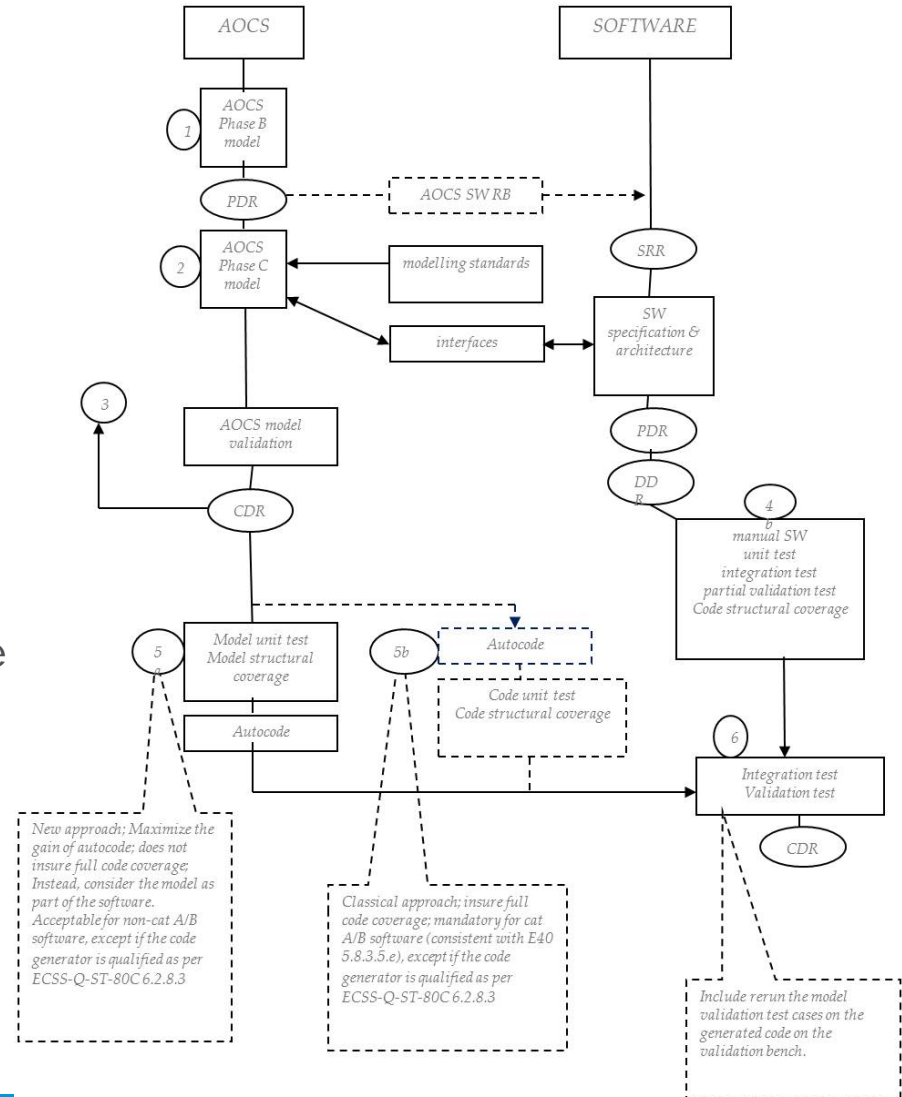 AOCS
SOFTWARE
AOCS
Phase B
model
1
PDR
AOCS SW RB
AOCS
Phase C
model
2
modelling standards
SRR
interfaces
SW
specification &
architecture
3
AOCS model
validation
PDR
CDR
DD
R
4
b
manual SW
unit test
integration test
partial validation test
Code structural coverage
e
5
a
Model unit test
Model structural
coverage
5b
Autocode
Code unit test
Code structural coverage
Autocode
6
Integration test
Validation test
CDR
New approach; Maximize the
gain of autocode; does not
insure full code coverage;
Instead, consider the model as
part of the software.
Acceptable for non-cat A/B
software, except if the code
generator is qualified as per
ECSS-Q-ST-80C 6.2.8.3
Classical approach; insure full
code coverage; mandatory for cat
A/B software (consistent with E40
5.8.3.5.e), except if the code
generator is qualified as per
ECSS-Q-ST-80C 6.2.8.3
Include rerun the model
validation test cases on the
generated code on the
validation bench.